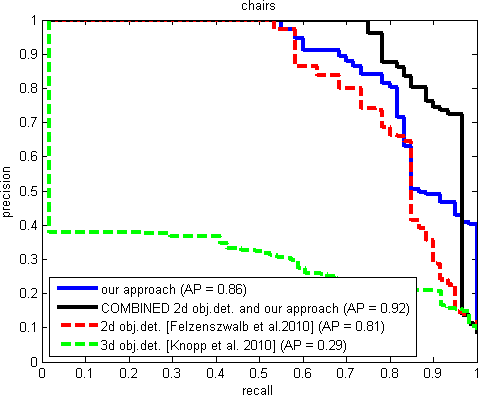 chairs
1
0.9
0.8
0.7
0.6
0.5
0.4
0.3
0.2
0.1
0
precision
our approach (AP = 0.86)
COMBINED 2d obj.det. and our approach (AP = 0.92)
2d obj.det. [Felzenszwalb et al.2010] (AP = 0.81)
3d obj.det. [Knopp et al. 2010] (AP = 0.29)
0 0.1 0.2 0.3 0.4 0.5 0.6 0.7 0.8 0.9 1
recall